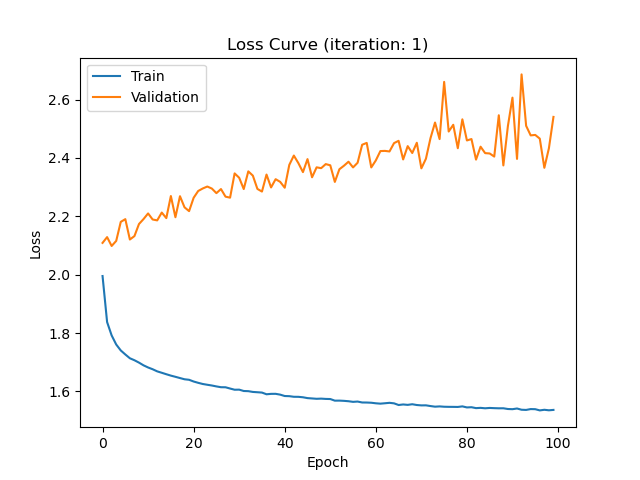 Loss Curve (iteration: 1)
Train
Validation
2.6
2.4
2.2
2.0
1.8
1.6
Loss
0 20 40 60 80 100
Epoch